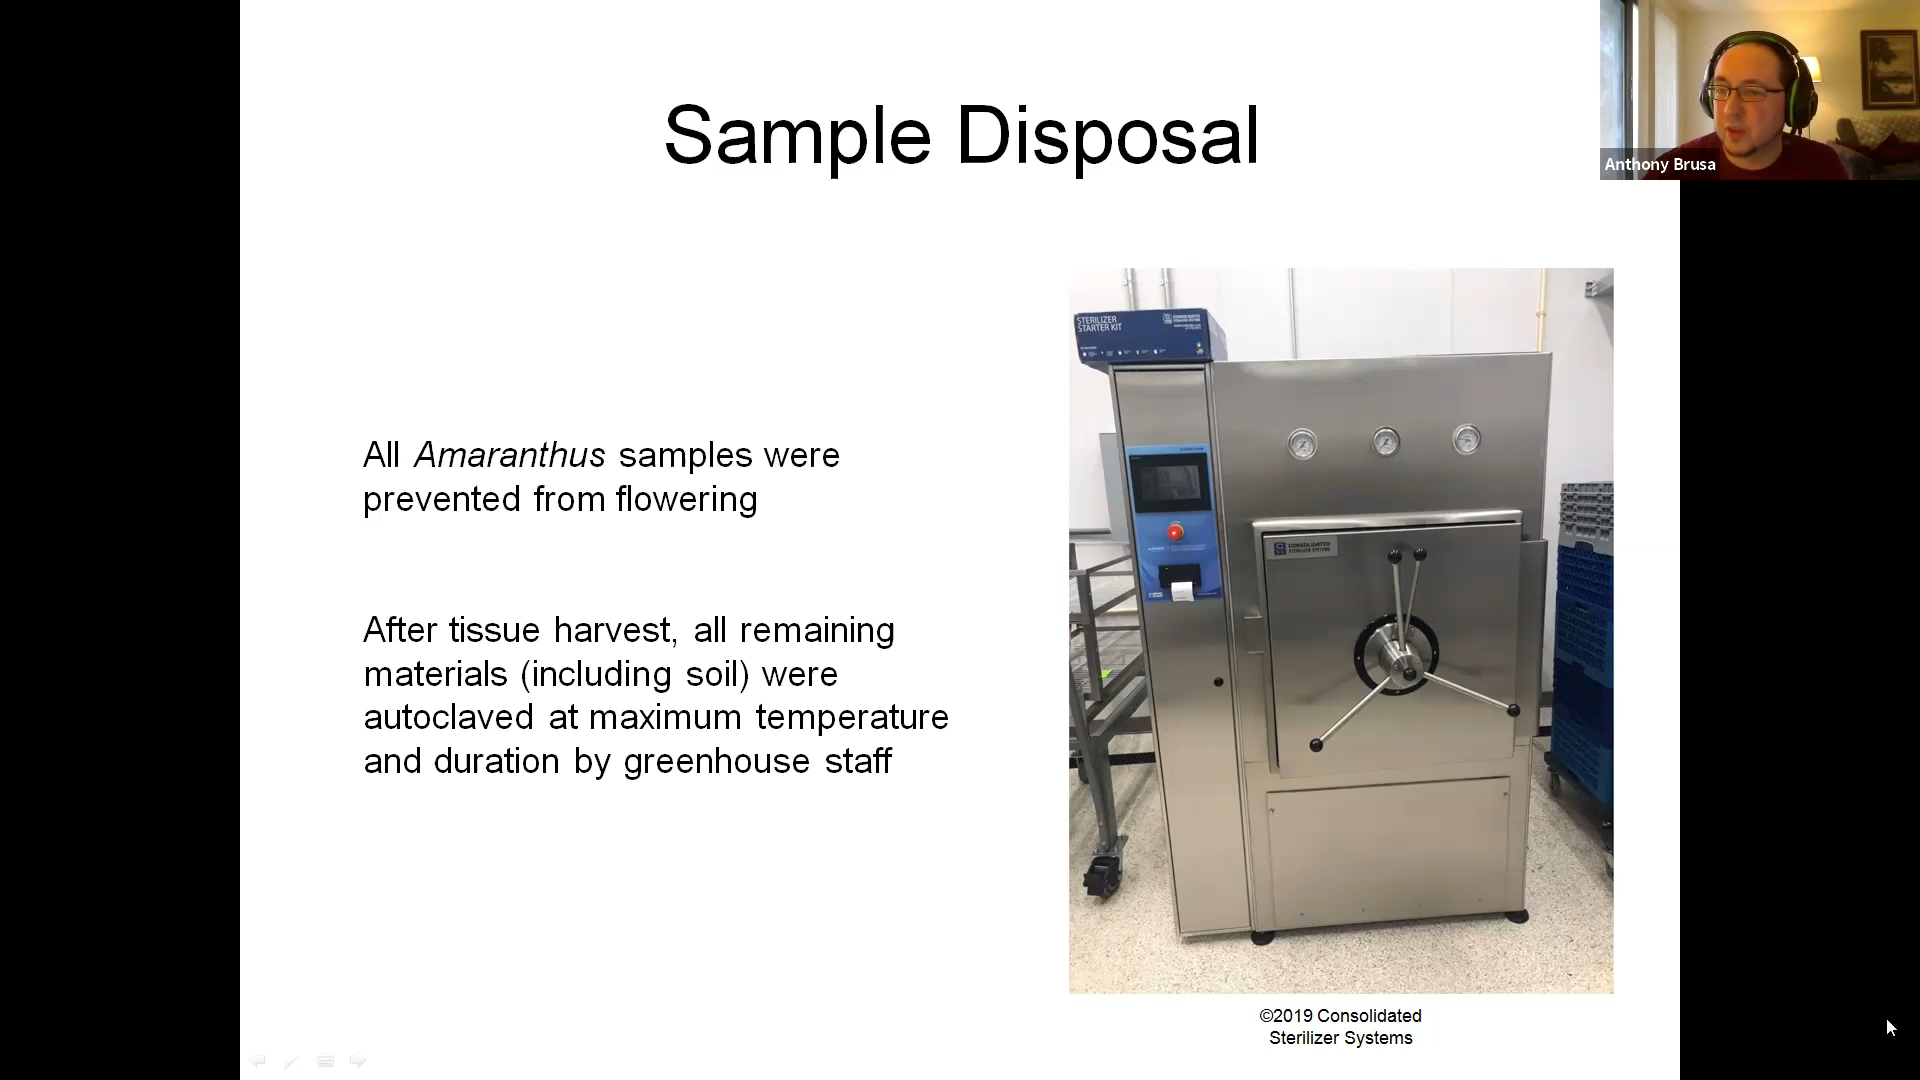 Sample Disposal
Anthony Brusa
STERILIZER
STARTER KIT
CONSOLIDATED
STERILIZER SYSTEMS
All Amaranthus samples were
prevented from flowering
After tissue harvest, all remaining
materials (including soil) were
autoclaved at maximum temperature
and duration by greenhouse staff
©2019 Consolidated
Sterilizer Systems